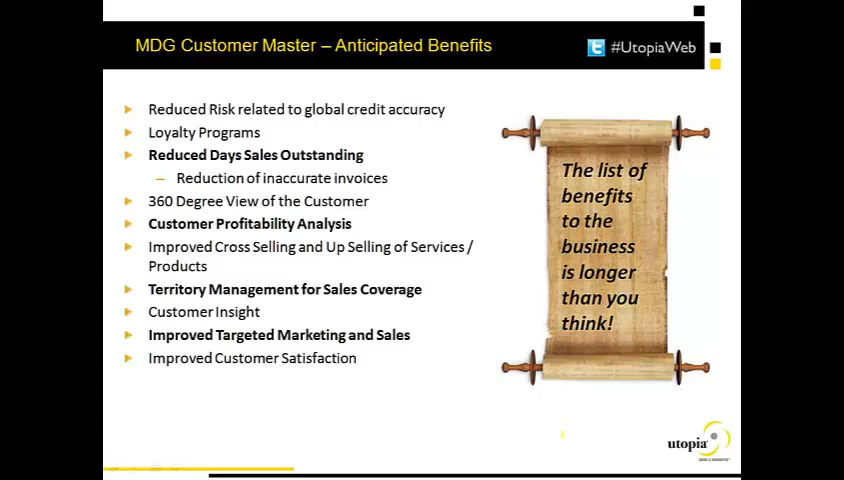 MDG Customer Master – Anticipated Benefits
#UtopiaWeb
Reduced Risk related to global credit accuracy
Loyalty Programs
Reduced Days Sales Outstanding
– Reduction of inaccurate invoices
360 Degree View of the Customer
Customer Profitability Analysis
Improved Cross Selling and Up Selling of Services /
Products
Territory Management for Sales Coverage
Customer Insight
Improved Targeted Marketing and Sales
Improved Customer Satisfaction
The list of
benefits
to the
business
is longer
than you
think!
utopia